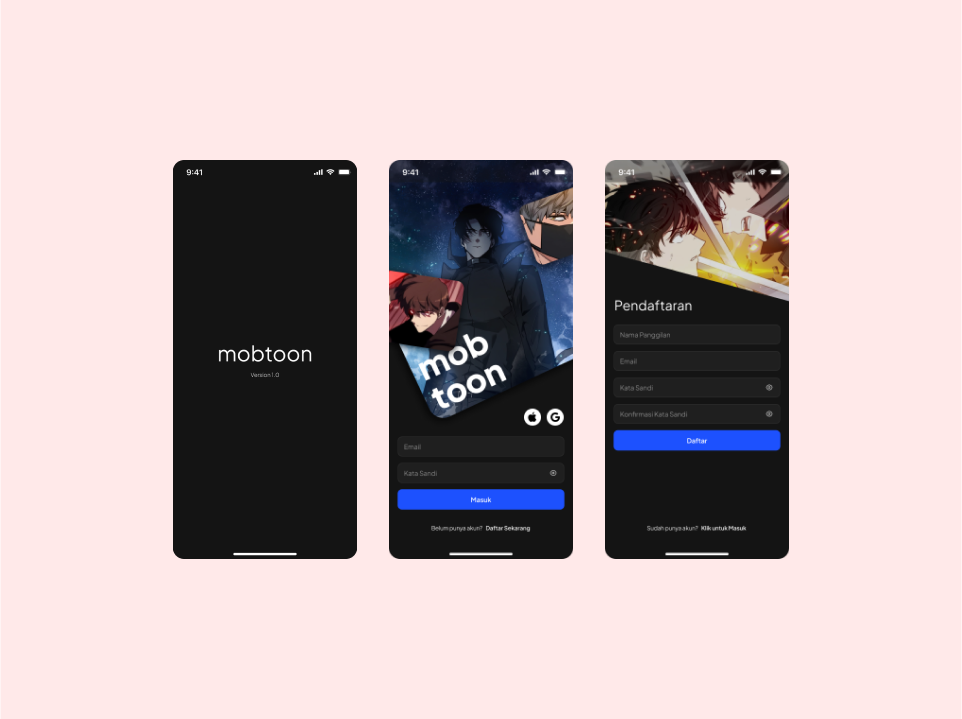 9:41
mobtoon
Version 1.0
9:41
mob
toon
Email
Kata Sandi
Masuk
Belum punya akun? Daftar Sekarang
9:41
Pendaftaran
Nama Panggilan
Email
Kata Sandi
Konfirmasi Kata Sandi
Daftar
Sudah punya akun? Klik untuk Masuk